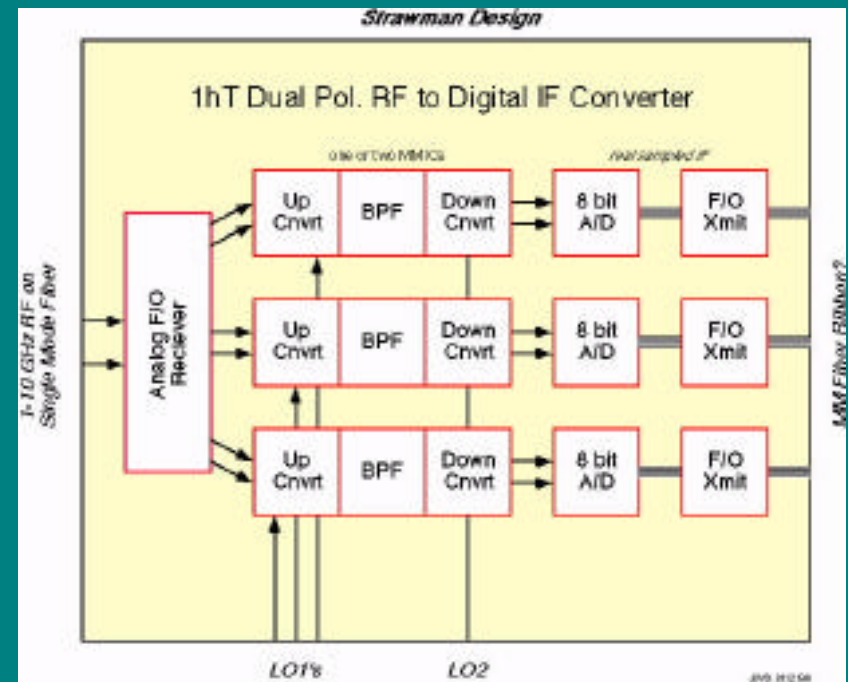 Strawman Design
1hT Dual Pol. RF to Digital IF Converter
one or two MMICs
real sampled IF
1-10 GHz RF on
Single Mode Fiber
Analog F/O
Reciever
Up
Cnvrt
BPF
Down
Cnvrt
8 bit
A/D
F/O
Xmit
Up
Cnvrt
BPF
Down
Cnvrt
8 bit
A/D
F/O
Xmit
Up
Cnvrt
BPF
Down
Cnvrt
8 bit
A/D
F/O
Xmit
MM Fiber Ribbon?
LO1's
LO2